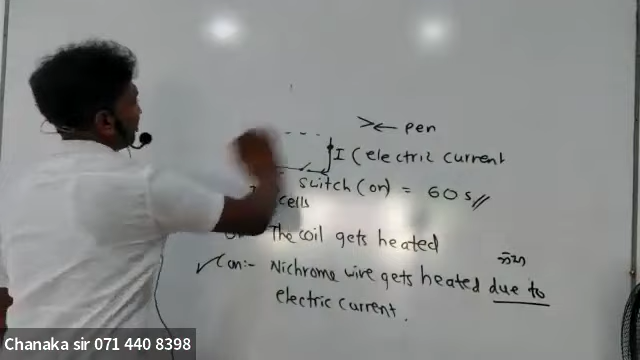 > ← pen
I (electric current
switch (on) = 60 s //
cells
The coil gets heated
✓ Con:- Nichrome wire gets heated due to
electric current.
Chanaka sir 071 440 8398